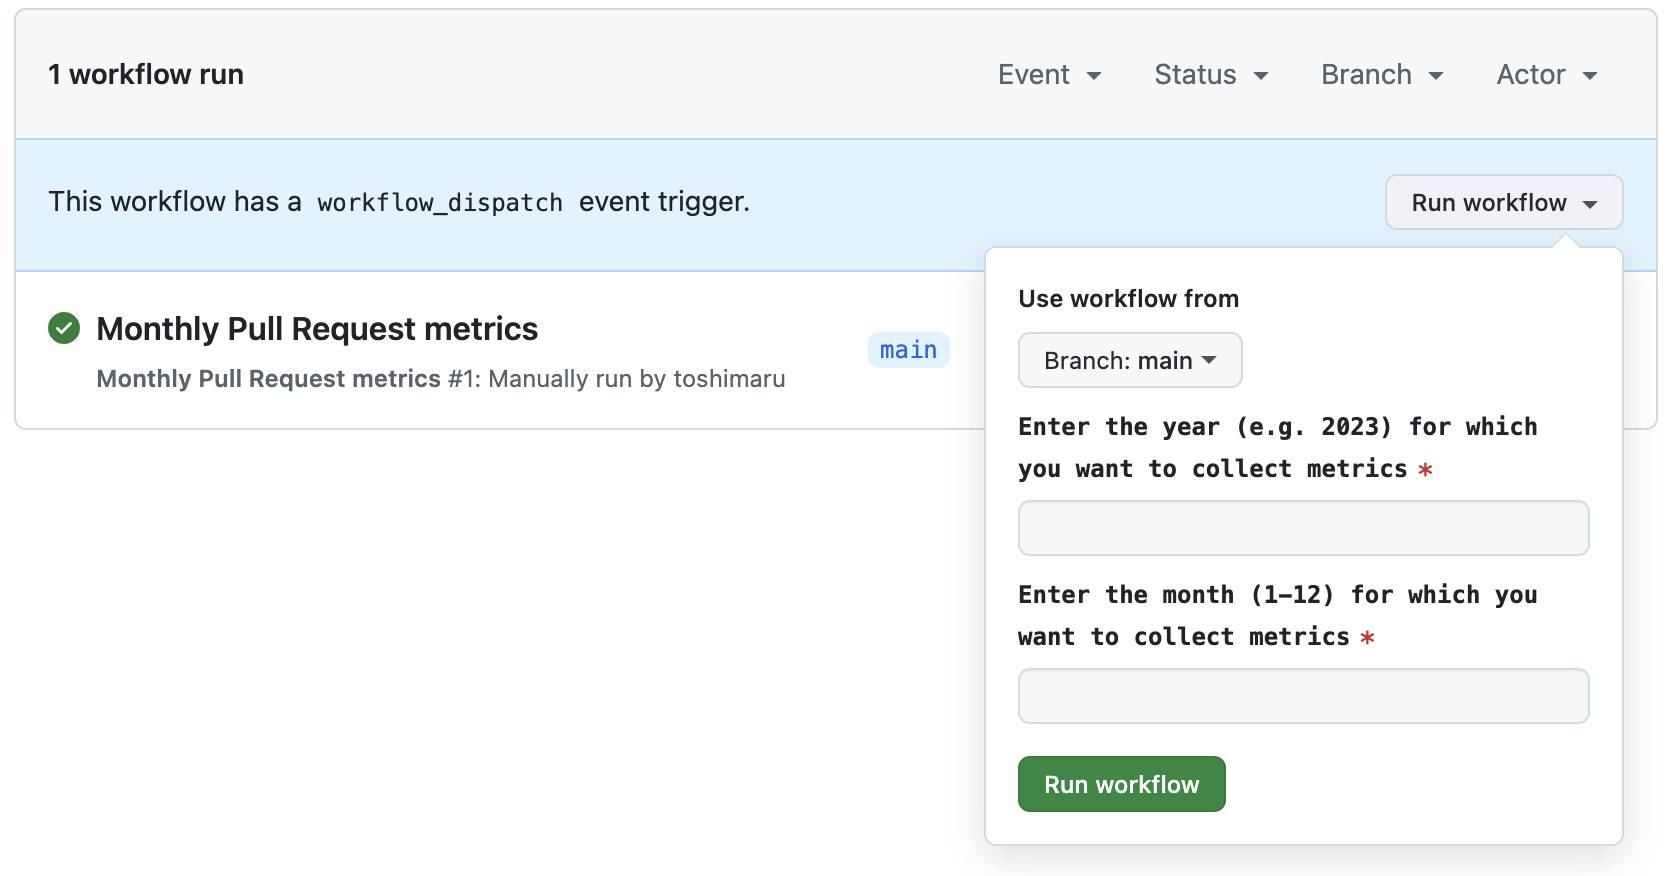 1 workflow run
Event
Status
Branch
Actor
This workflow has a workflow_dispatch event trigger.
Run workflow
Monthly Pull Request metrics
main
Monthly Pull Request metrics #1: Manually run by toshimaru
Use workflow from
Branch: main
Enter the year (e.g. 2023) for which
you want to collect metrics *
Enter the month (1–12) for which you
want to collect metrics *
Run workflow